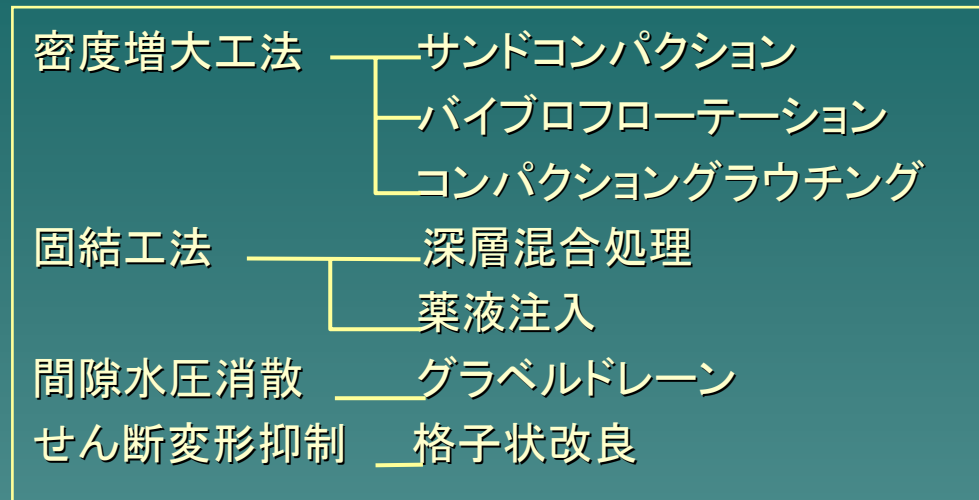 密度増大工法 サンドコンパクション
バイブロフローテーション
コンパクショングラウチング
固結工法 深層混合処理
薬液注入
間隙水圧消散 グラベルドレーン
せん断変形抑制 格子状改良